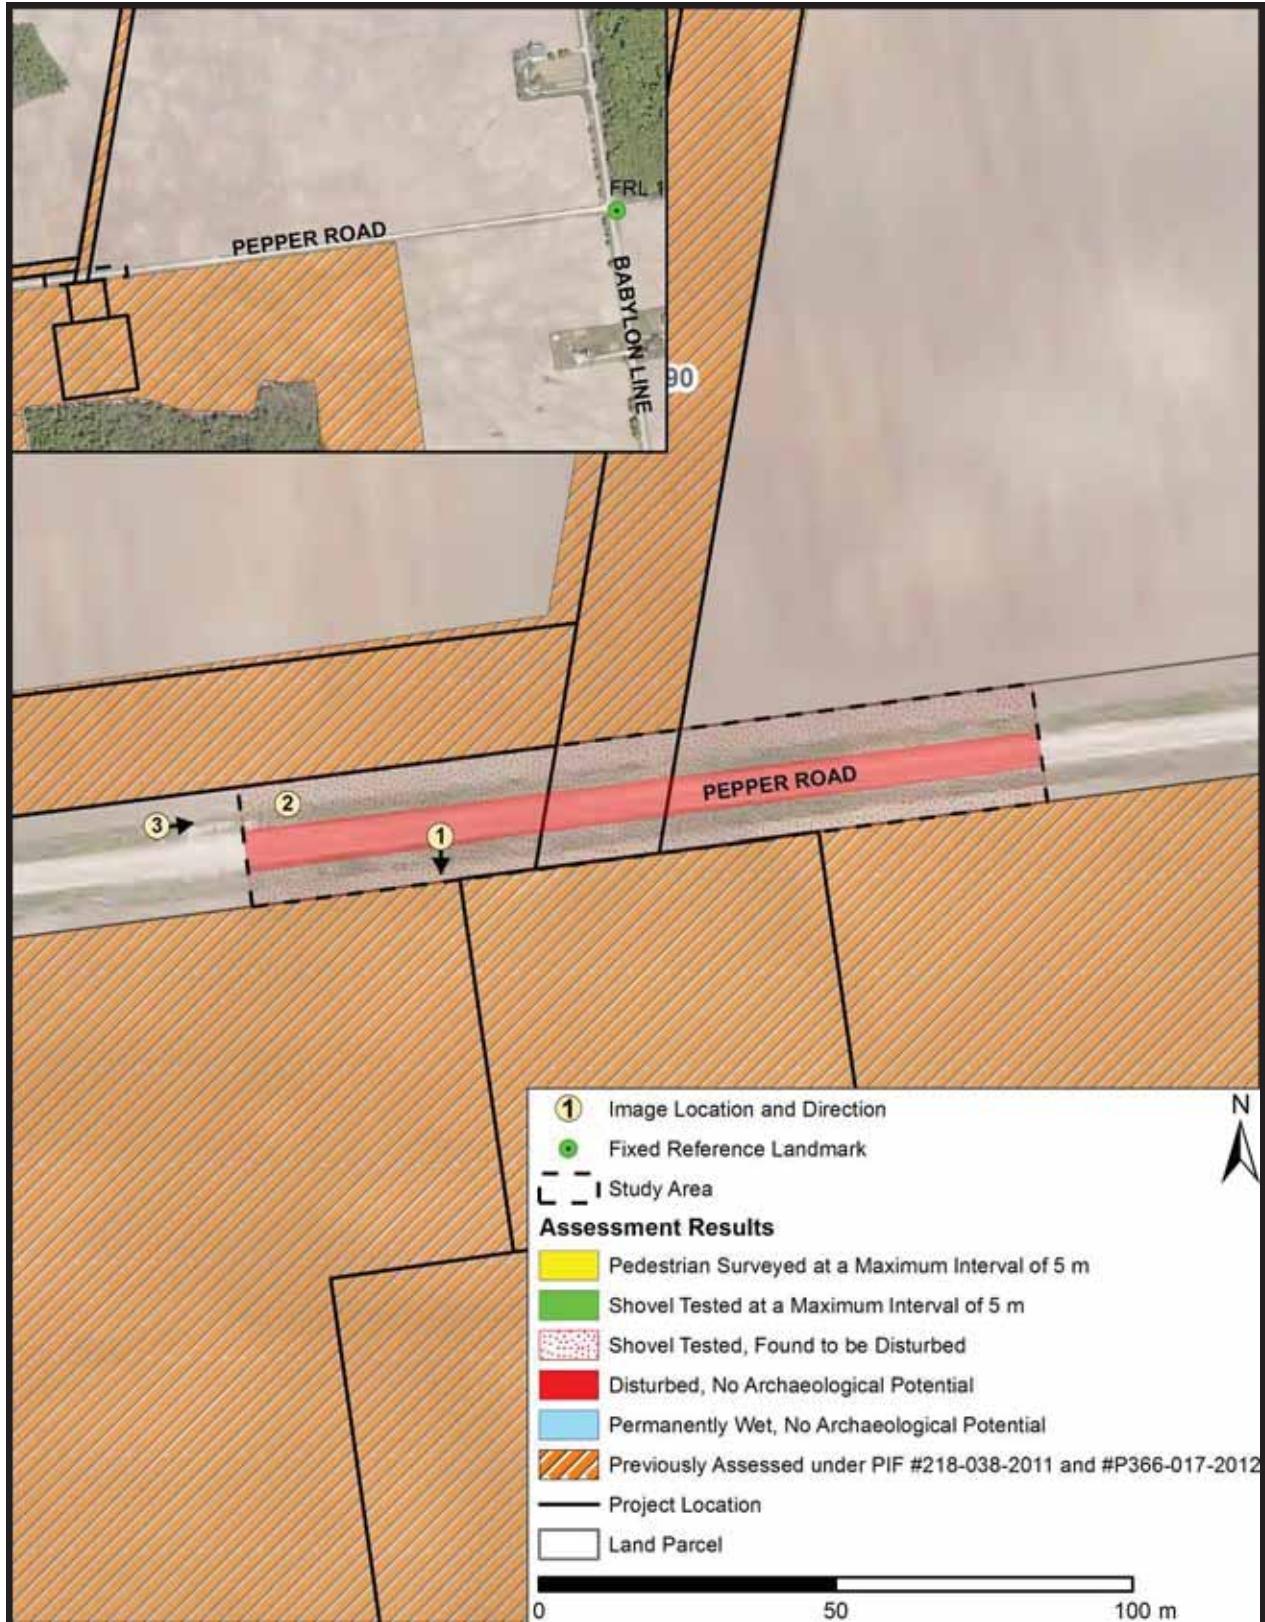 FRL 1
PEPPER ROAD
BABYLON LINE
90
PEPPER ROAD
2
3
1
1 Image Location and Direction
N
Fixed Reference Landmark
Study Area
Assessment Results
Pedestrian Surveyed at a Maximum Interval of 5 m
Shovel Tested at a Maximum Interval of 5 m
Shovel Tested, Found to be Disturbed
Disturbed, No Archaeological Potential
Permanently Wet, No Archaeological Potential
Previously Assessed under PIF #218-038-2011 and #P366-017-2012
Project Location
Land Parcel
0 50 100 m